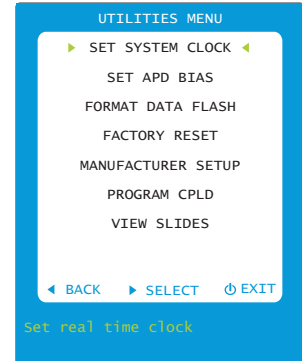 UTILITIES MENU
SET SYSTEM CLOCK
SET APD BIAS
FORMAT DATA FLASH
FACTORY RESET
MANUFACTURER SETUP
PROGRAM CPLD
VIEW SLIDES
BACK SELECT EXIT
Set real time clock